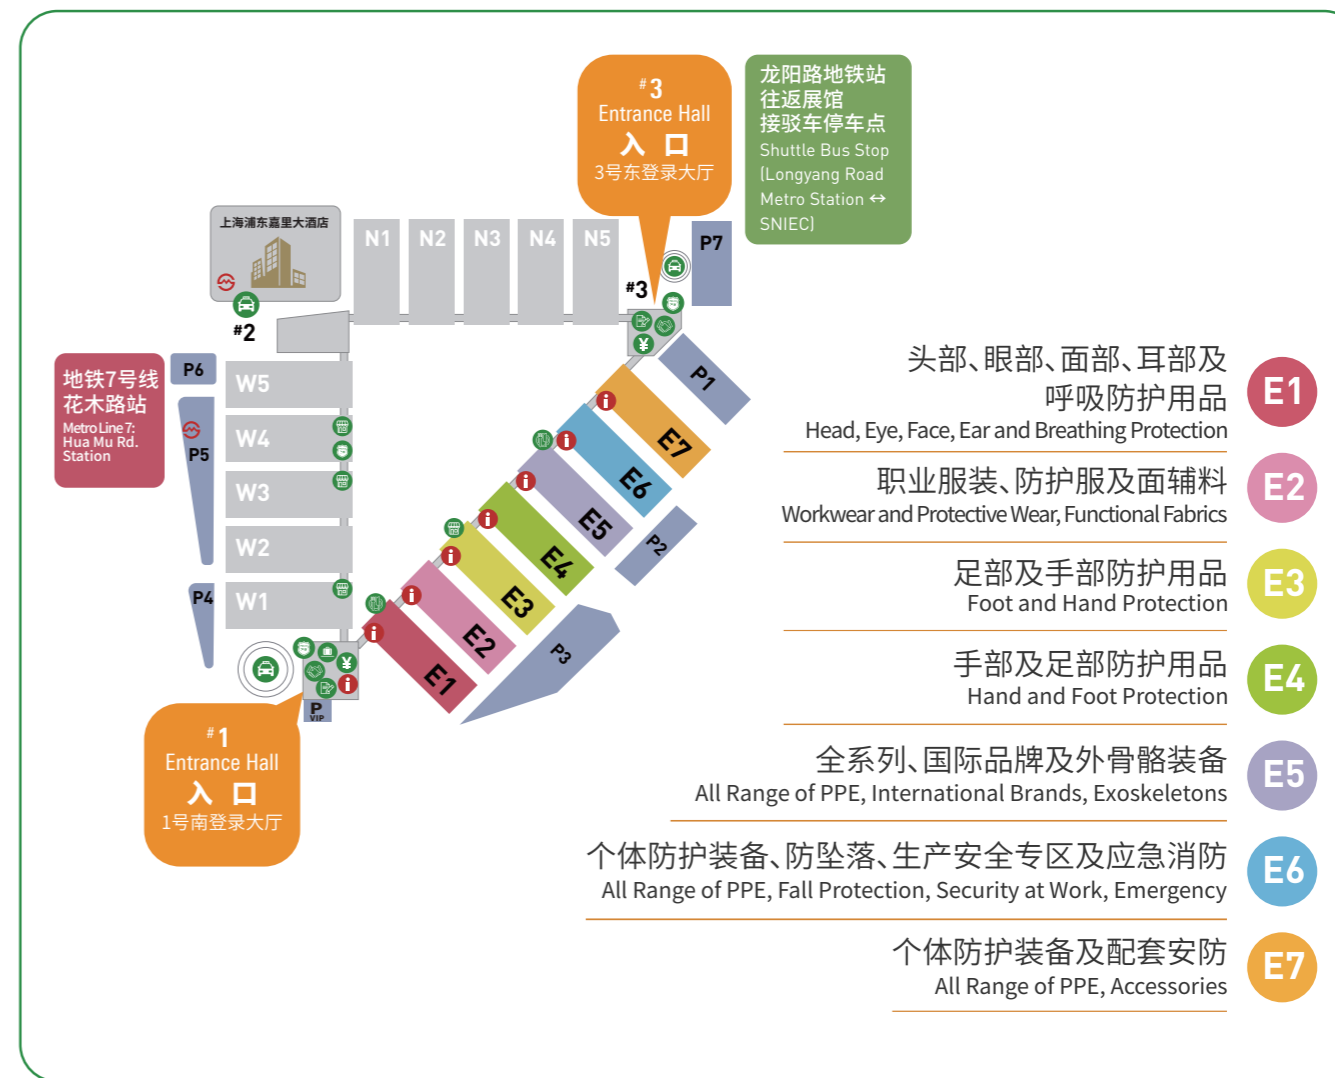 #3
Entrance Hall
入 口
3号东登录大厅
龙阳路地铁站
往返展馆
接驳车停车点
Shuttle Bus Stop
(Longyang Road
Metro Station ↔
SNIEC)
上海浦东嘉里大酒店
N1
N2
N3
N4
N5
P7
#3
#2
地铁7号线
花木路站
Metro Line 7:
Hua Mu Rd.
Station
P6
P5
P4
W5
W4
W3
W2
W1
P1
E7
E6
E5
P2
E4
E3
E2
E1
P3
¥
¥
i
i
i
i
i
i
i
i
P
VIP
#1
Entrance Hall
入 口
1号南登录大厅
头部、眼部、面部、耳部及
呼吸防护用品
Head, Eye, Face, Ear and Breathing Protection
E1
职业服装、防护服及面辅料
Workwear and Protective Wear, Functional Fabrics
E2
足部及手部防护用品
Foot and Hand Protection
E3
手部及足部防护用品
Hand and Foot Protection
E4
全系列、国际品牌及外骨骼装备
All Range of PPE, International Brands, Exoskeletons
E5
个体防护装备、防坠落、生产安全专区及应急消防
All Range of PPE, Fall Protection, Security at Work, Emergency
E6
个体防护装备及配套安防
All Range of PPE, Accessories
E7